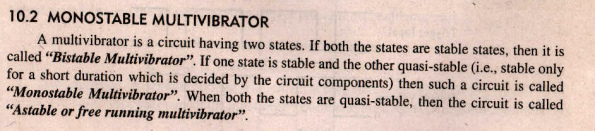 10.2 MONOSTABLE MULTIVIBRATOR
A multivibrator is a circuit having two states. If both the states are stable states, then it is
called “Bistable Multivibrator”. If one state is stable and the other quasi-stable (i.e., stable only
for a short duration which is decided by the circuit components) then such a circuit is called
“Monostable Multivibrator”. When both the states are quasi-stable, then the circuit is called
“Astable or free running multivibrator”.